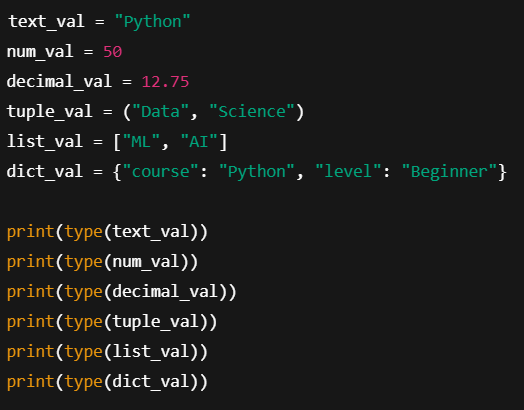 text_val = "Python"
num_val = 50
decimal_val = 12.75
tuple_val = ("Data", "Science")
list_val = ["ML", "AI"]
dict_val = {"course": "Python", "level": "Beginner"}

print(type(text_val))
print(type(num_val))
print(type(decimal_val))
print(type(tuple_val))
print(type(list_val))
print(type(dict_val))